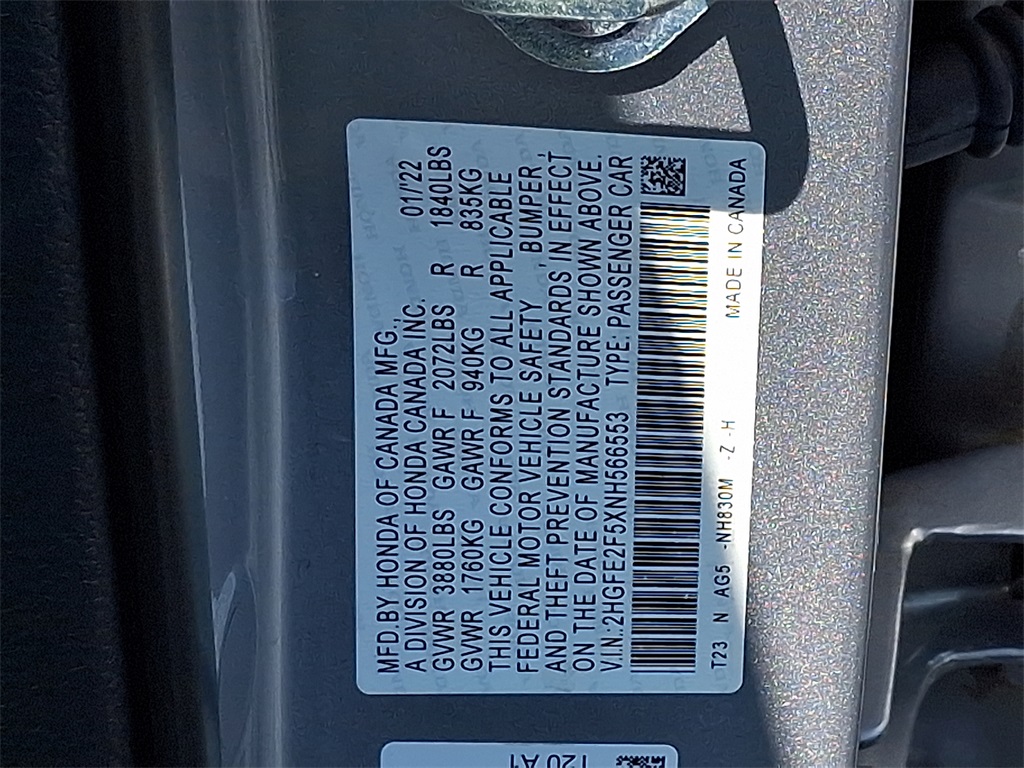 MFD.BY HONDA OF CANADA MFG.,
A DIVISION OF HONDA CANADA INC. 01/'22
GVWR 3880LBS GAWR F 2072LBS R 1840LBS
GWWR 1760KG GAWR F 940KG R 835KG
THIS VEHICLE CONFORMS TO ALL APPLICABLE
FEDERAL MOTOR VEHICLE SAFETY, BUMPER,
AND THEFT PREVENTION STANDARDS IN EFFECT
ON THE DATE OF MANUFACTURE SHOWN ABOVE.
V.I.N.:2HGFE2F5XNH566553 TYPE:PASSENGER CAR
T23 N AG5 -NH830M -Z -H MADE IN CANADA